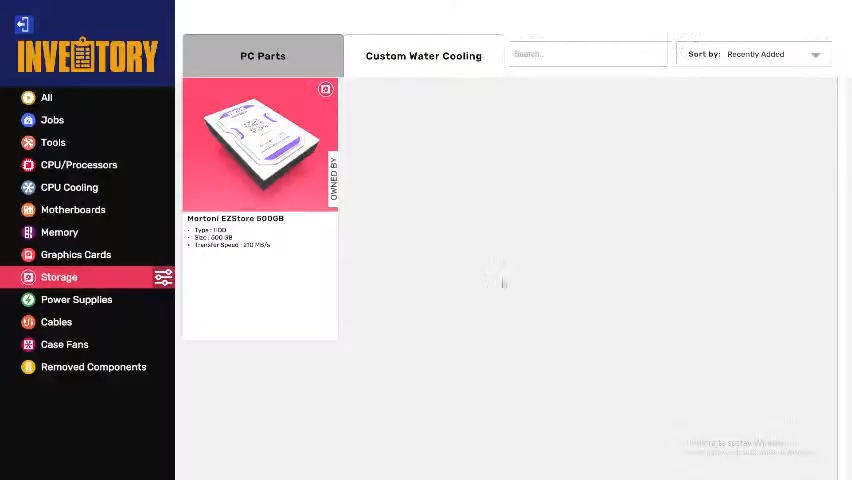 INVENTORY
PC Parts
Custom Water Cooling
Search..
Sort by: Recently Added
All
Jobs
Tools
CPU/Processors
CPU Cooling
Motherboards
Memory
Graphics Cards
Storage
Power Supplies
Cables
Case Fans
Removed Components
OWNED BY
Mortoni EZStore 500GB
- Type : HDD
- Size : 500 GB
- Transfer Speed : 210 MB/s